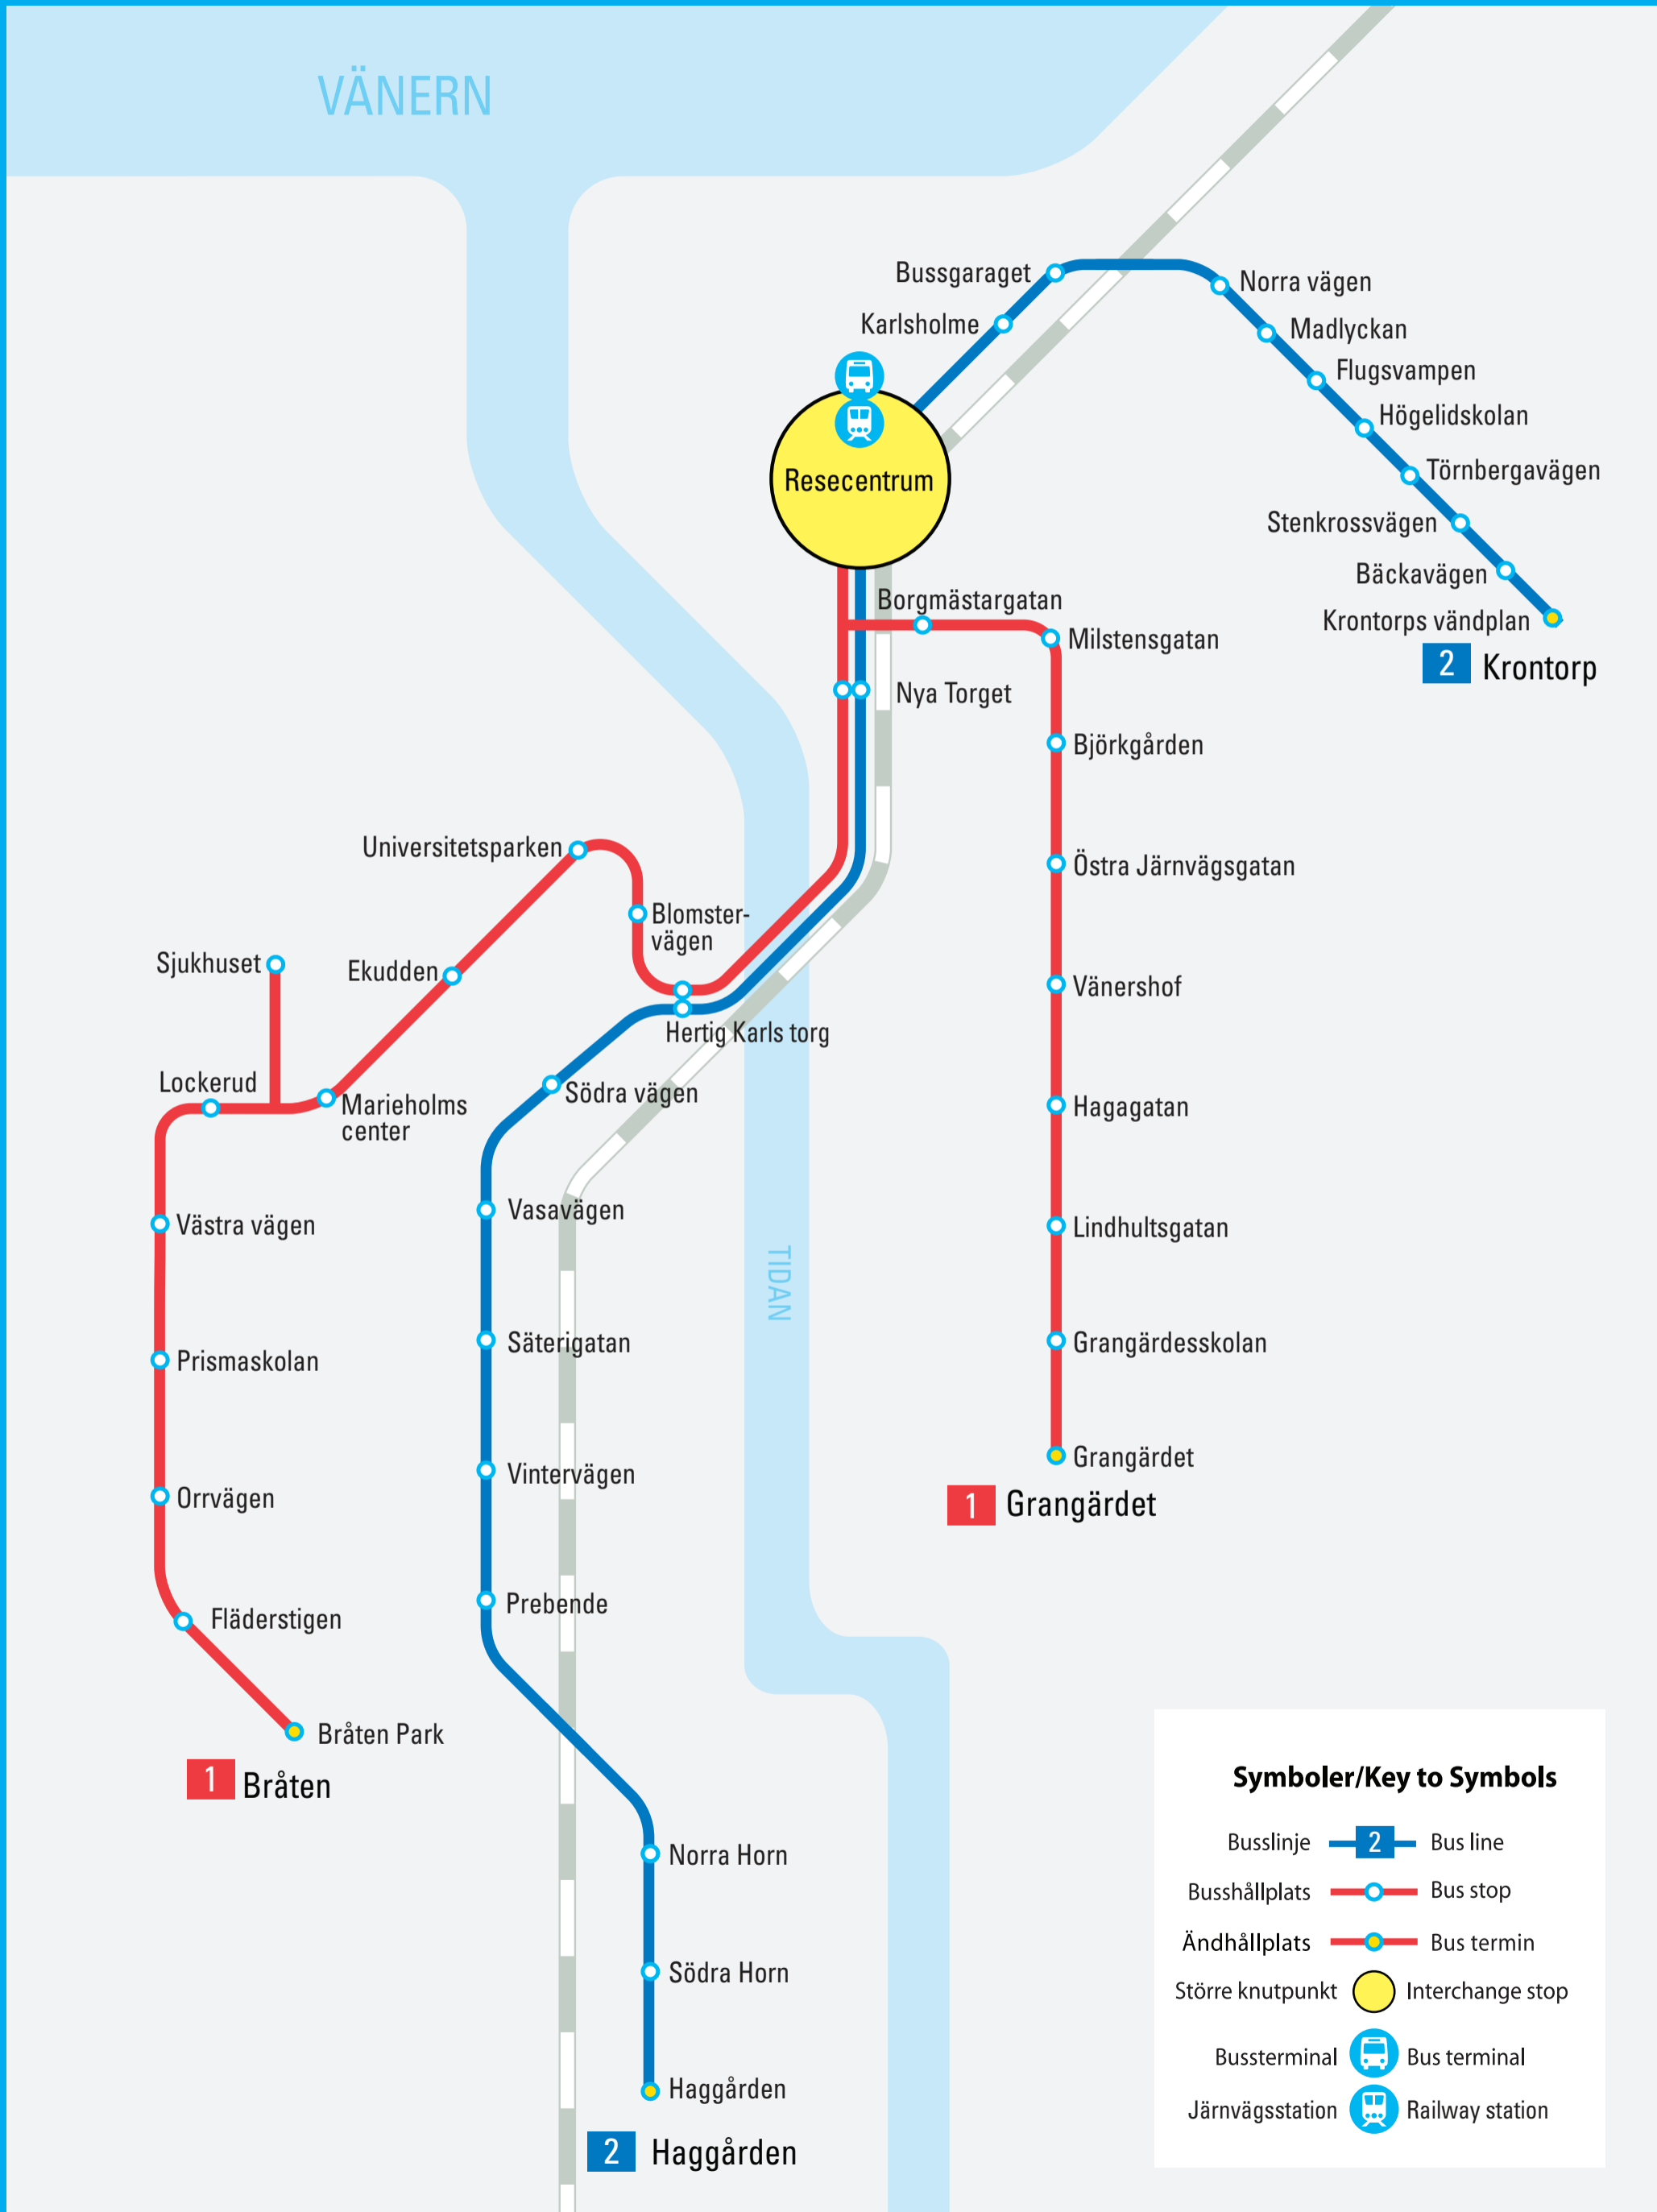 VÄNERN
Bussgaraget
Norra vägen
Karlsholme
Madlyckan
Flugsvampen
Högelidskolan
Resecentrum
Törnbergavägen
Stenkrossvägen
Bäckavägen
Borgmästargatan
Krontorps vändplan
Milstensgatan
2 Krontorp
Nya Torget
Björkgården
Universitetsparken
Östra Järnvägsgatan
Blomster-
vägen
Sjukhuset
Ekudden
Vänershof
Hertig Karls torg
Lockerud
Södra vägen
Marieholms
center
Hagagatan
Västra vägen
Vasavägen
TIDAN
Lindhultsgatan
Prismaskolan
Säterigatan
Grangärdesskolan
Orrvägen
Vintervägen
Grangärdet
1 Grangärdet
Fläderstigen
Prebende
Bråten Park
1 Bråten
Norra Horn
Södra Horn
Haggården
2 Haggården
Symboler/Key to Symbols
Busslinje 2 Bus line
Busshållplats Bus stop
Ändhållplats Bus termin
Större knutpunkt Interchange stop
Bussterminal Bus terminal
Järnvägsstation Railway station